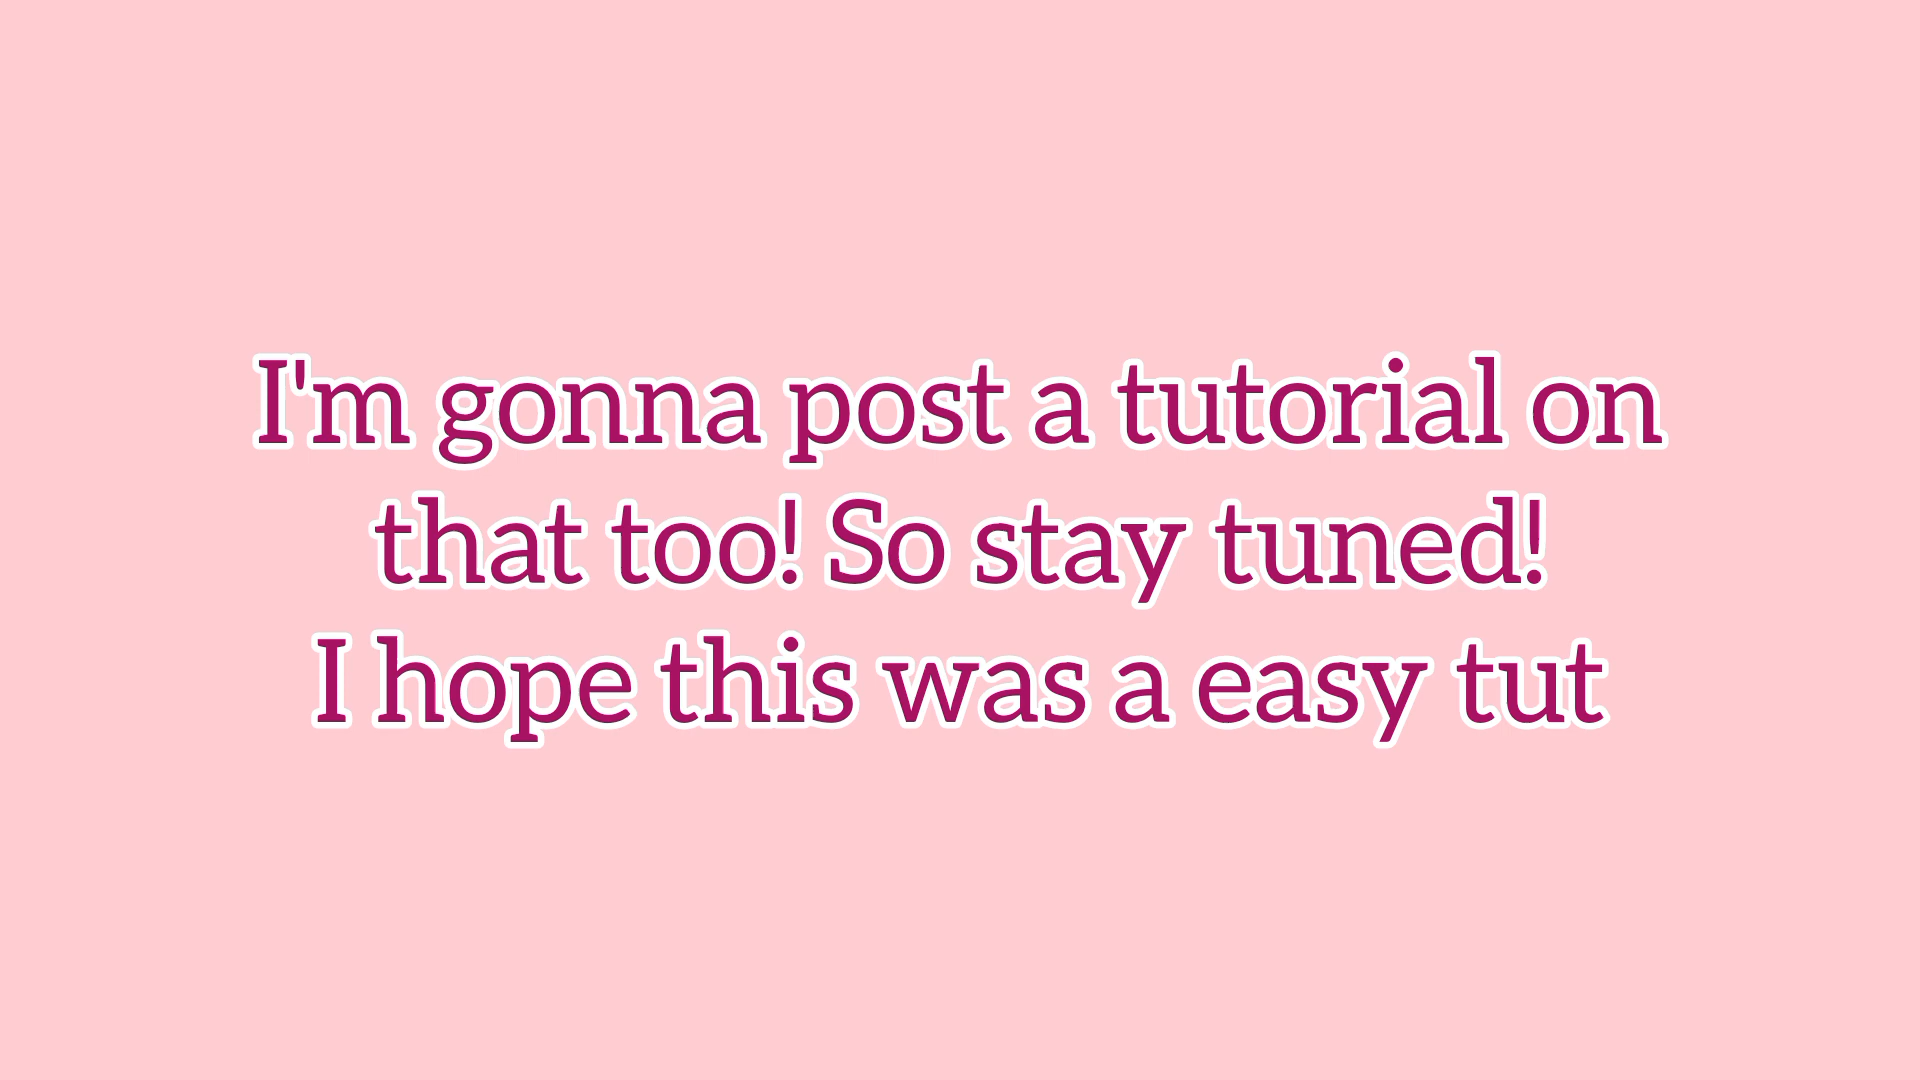 I'm gonna post a tutorial on
that too! So stay tuned!
I hope this was a easy tut